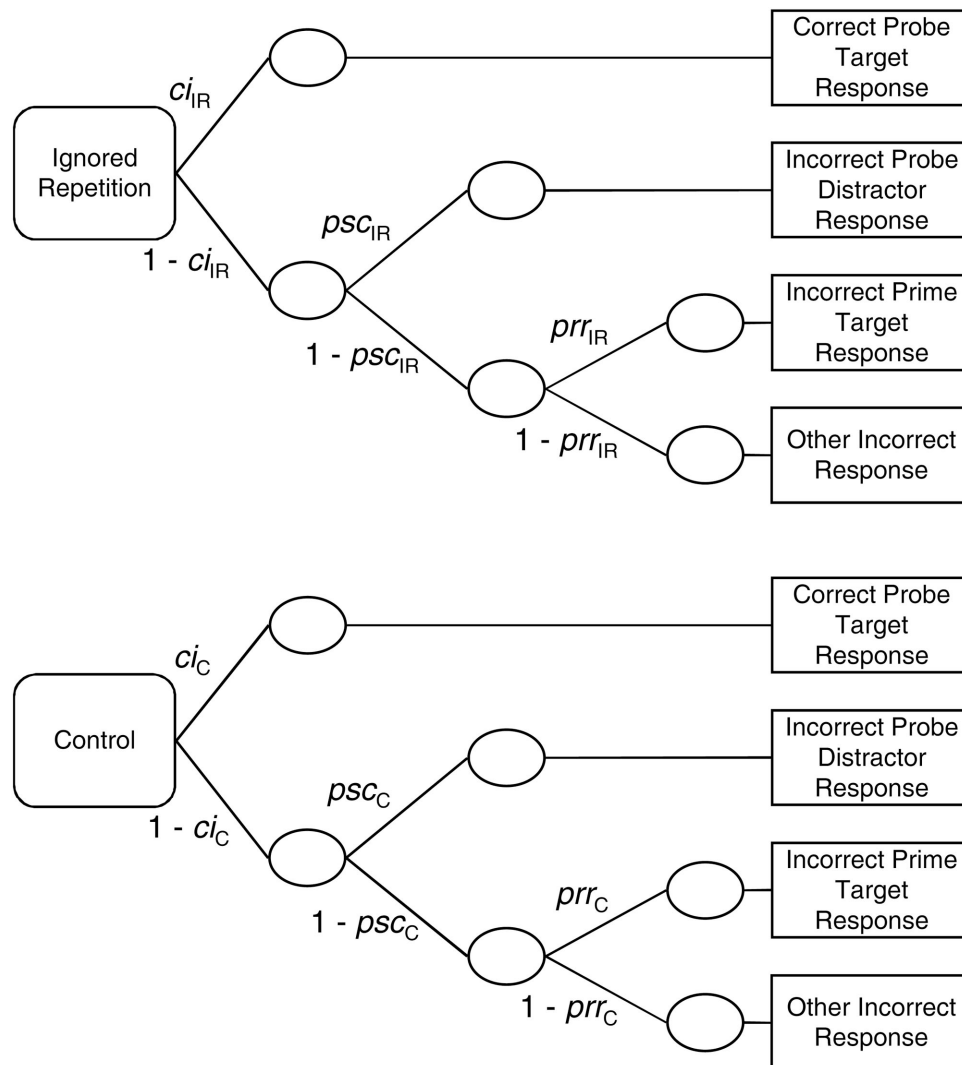 Correct Probe
Target
Response
ci_IR
Ignored
Repetition
Incorrect Probe
Distractor
Response
psc_IR
1 - ci_IR
Incorrect Prime
Target
Response
prr_IR
1 - psc_IR
1 - prr_IR
Other Incorrect
Response
Correct Probe
Target
Response
ci_C
Control
Incorrect Probe
Distractor
Response
psc_C
1 - ci_C
Incorrect Prime
Target
Response
prr_C
1 - psc_C
1 - prr_C
Other Incorrect
Response